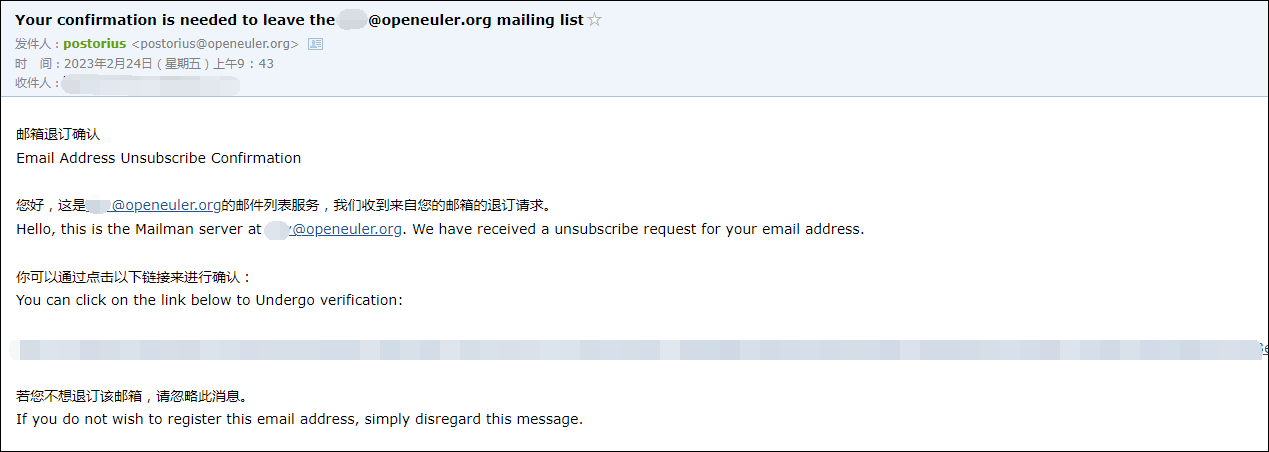 Your confirmation is needed to leave the @openeuler.org mailing list
发件人：postorius <postorius@openeuler.org>
时　间：2023年2月24日（星期五）上午9：43
收件人：
邮箱退订确认
Email Address Unsubscribe Confirmation
您好，这是@openeuler.org的邮件列表服务，我们收到来自您的邮箱的退订请求。
Hello, this is the Mailman server at @openeuler.org. We have received a unsubscribe request for your email address.
你可以通过点击以下链接来进行确认：
You can click on the link below to Undergo verification:
若您不想退订该邮箱，请忽略此消息。
If you do not wish to register this email address, simply disregard this message.